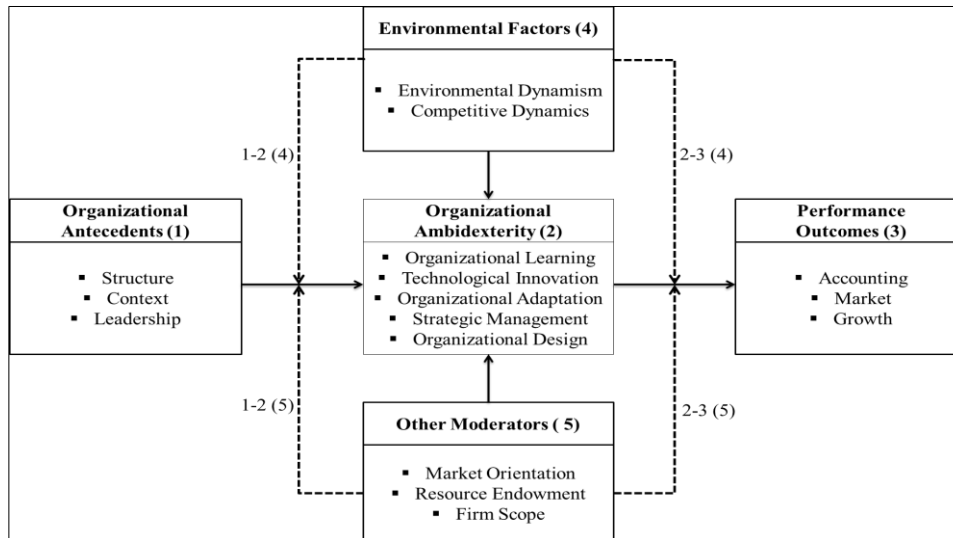 Environmental Factors (4)
▪ Environmental Dynamism
▪ Competitive Dynamics
1-2 (4)
2-3 (4)
Organizational
Antecedents (1)
▪ Structure
▪ Context
▪ Leadership
Organizational
Ambidexterity (2)
▪ Organizational Learning
▪ Technological Innovation
▪ Organizational Adaptation
▪ Strategic Management
▪ Organizational Design
Performance
Outcomes (3)
▪ Accounting
▪ Market
▪ Growth
1-2 (5)
2-3 (5)
Other Moderators ( 5)
▪ Market Orientation
▪ Resource Endowment
▪ Firm Scope